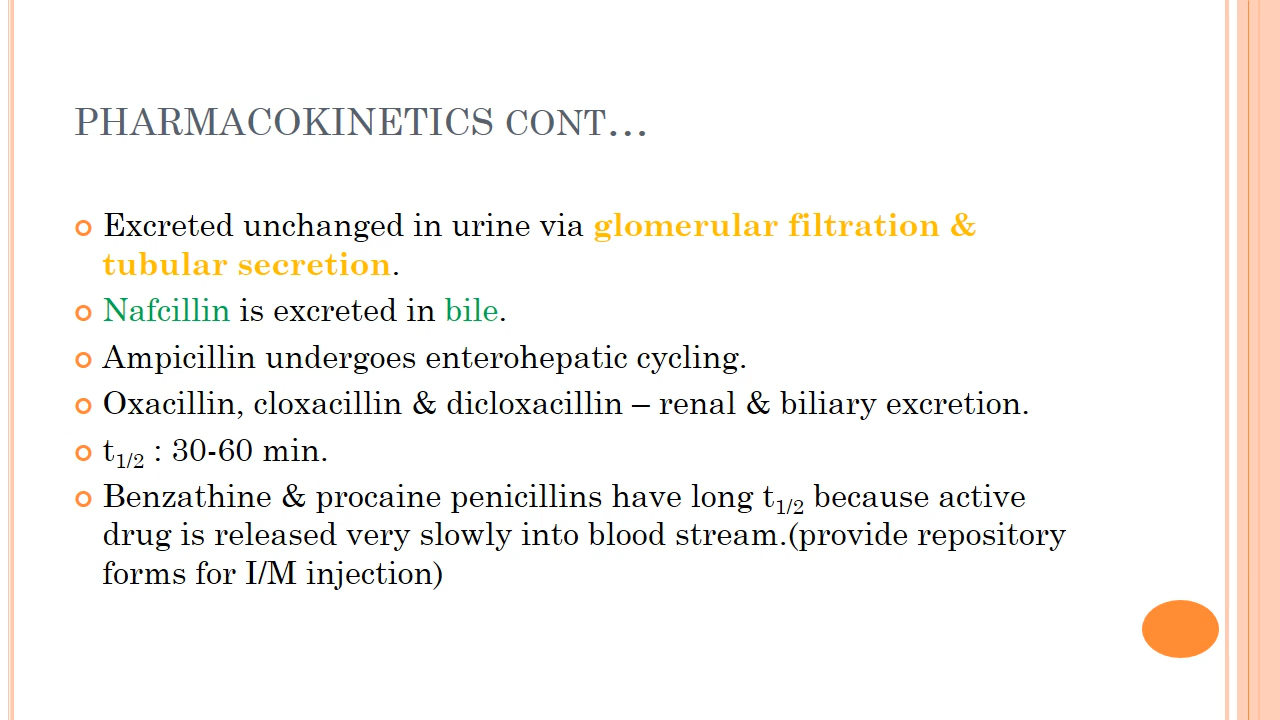 PHARMACOKINETICS CONT...
Excreted unchanged in urine via glomerular filtration &
tubular secretion.
Nafcillin is excreted in bile.
Ampicillin undergoes enterohepatic cycling.
Oxacillin, cloxacillin & dicloxacillin – renal & biliary excretion.
t1/2 : 30-60 min.
Benzathine & procaine penicillins have long t1/2 because active
drug is released very slowly into blood stream.(provide repository
forms for I/M injection)